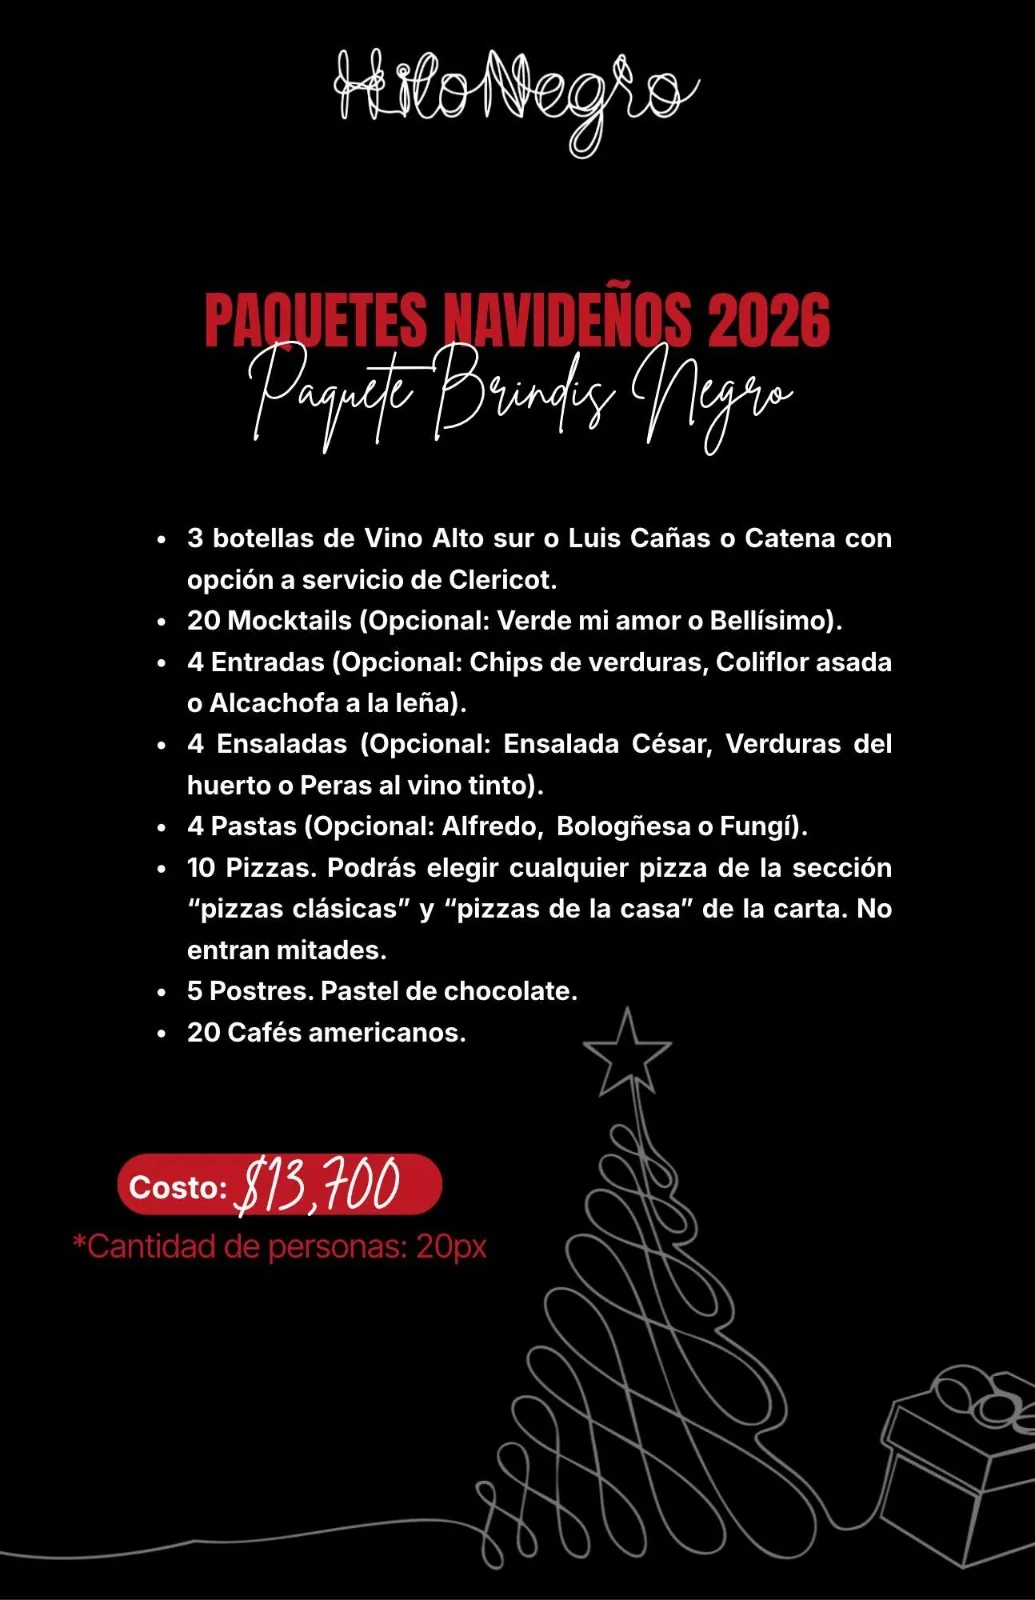 HiloNegro
PAQUETES NAVIDEÑOS 2026
Paquete Brindis Negro
• 3 botellas de Vino Alto sur o Luis Cañas o Catena con
opción a servicio de Clericot.
• 20 Mocktails (Opcional: Verde mi amor o Bellísimo).
• 4 Entradas (Opcional: Chips de verduras, Coliflor asada
o Alcachofa a la leña).
• 4 Ensaladas (Opcional: Ensalada César, Verduras del
huerto o Peras al vino tinto).
• 4 Pastas (Opcional: Alfredo, Bologñesa o Fungí).
• 10 Pizzas. Podrás elegir cualquier pizza de la sección
“pizzas clásicas” y “pizzas de la casa” de la carta. No
entran mitades.
• 5 Postres. Pastel de chocolate.
• 20 Cafés americanos.
Costo: $13,700
*Cantidad de personas: 20px